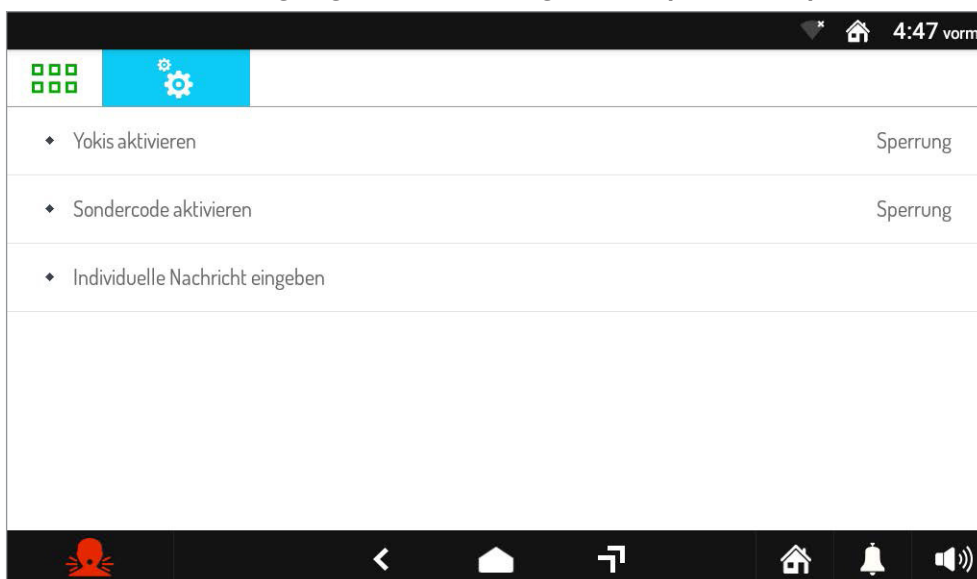 4:47 vorm
Yokis aktivieren
Sperrung
Sondercode aktivieren
Sperrung
Individuelle Nachricht eingeben